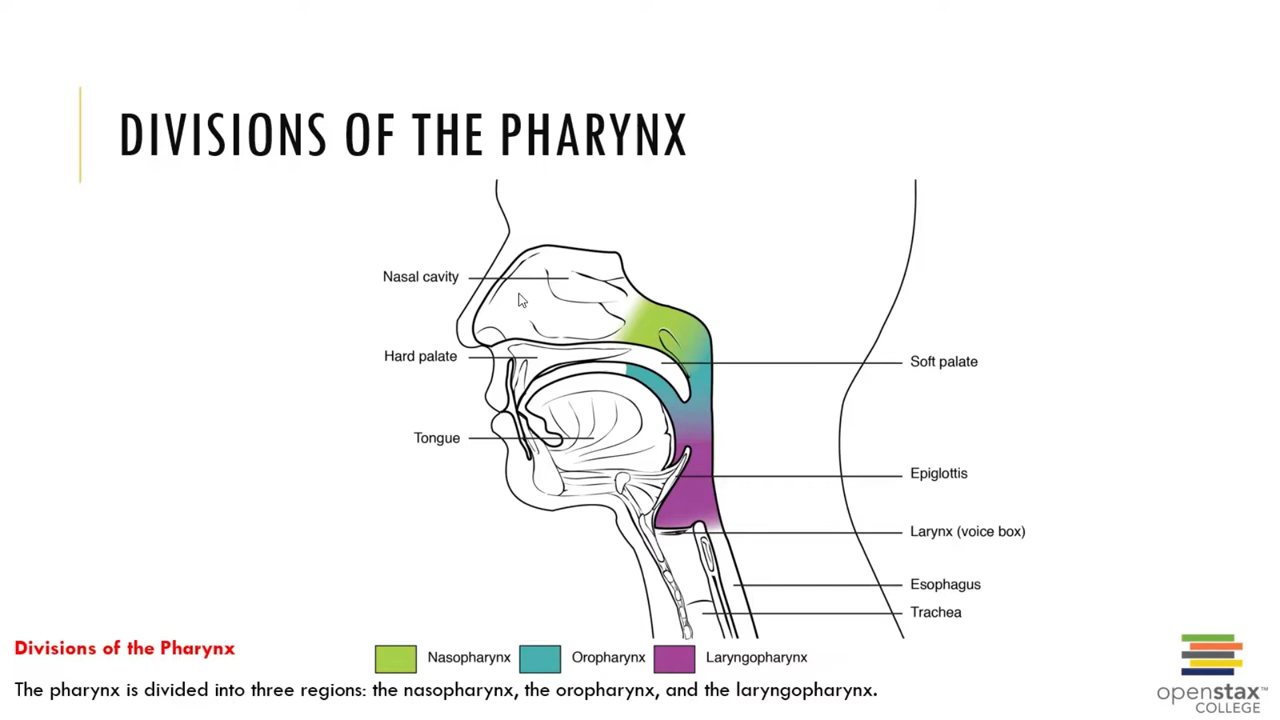 DIVISIONS OF THE PHARYNX
Nasal cavity
Hard palate
Soft palate
Tongue
Epiglottis
Larynx (voice box)
Esophagus
Trachea
Divisions of the Pharynx
Nasopharynx Oropharynx Laryngopharynx
The pharynx is divided into three regions: the nasopharynx, the oropharynx, and the laryngopharynx.
openstax™
COLLEGE